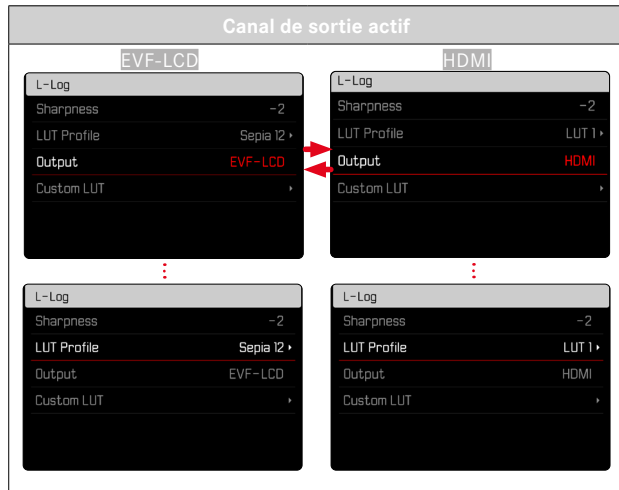 Canal de sortie actif
EVF-LCD
L-Log
Sharpness -2
LUT Profile Sepia 12
Output EVF-LCD
Custom LUT
HDMI
L-Log
Sharpness -2
LUT Profile LUT 1
Output HDMI
Custom LUT
L-Log
Sharpness -2
LUT Profile Sepia 12
Output EVF-LCD
Custom LUT
L-Log
Sharpness -2
LUT Profile LUT 1
Output HDMI
Custom LUT